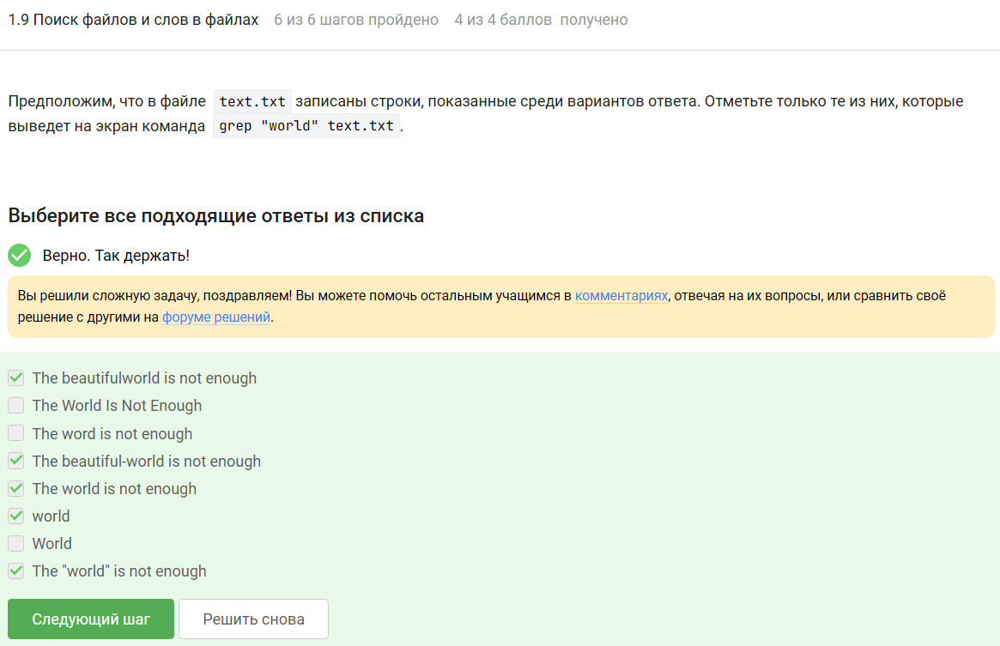 1.9 Поиск файлов и слов в файлах 6 из 6 шагов пройдено 4 из 4 баллов получено
Предположим, что в файле text.txt записаны строки, показанные среди вариантов ответа. Отметьте только те из них, которые
выведет на экран команда grep "world" text.txt.
Выберите все подходящие ответы из списка
Верно. Так держать!
Вы решили сложную задачу, поздравляем! Вы можете помочь остальным учащимся в комментариях, отвечая на их вопросы, или сравнить своё
решение с другими на форуме решений.
The beautifulworld is not enough
The World Is Not Enough
The word is not enough
The beautiful-world is not enough
The world is not enough
world
World
The "world" is not enough
Следующий шаг Решить снова